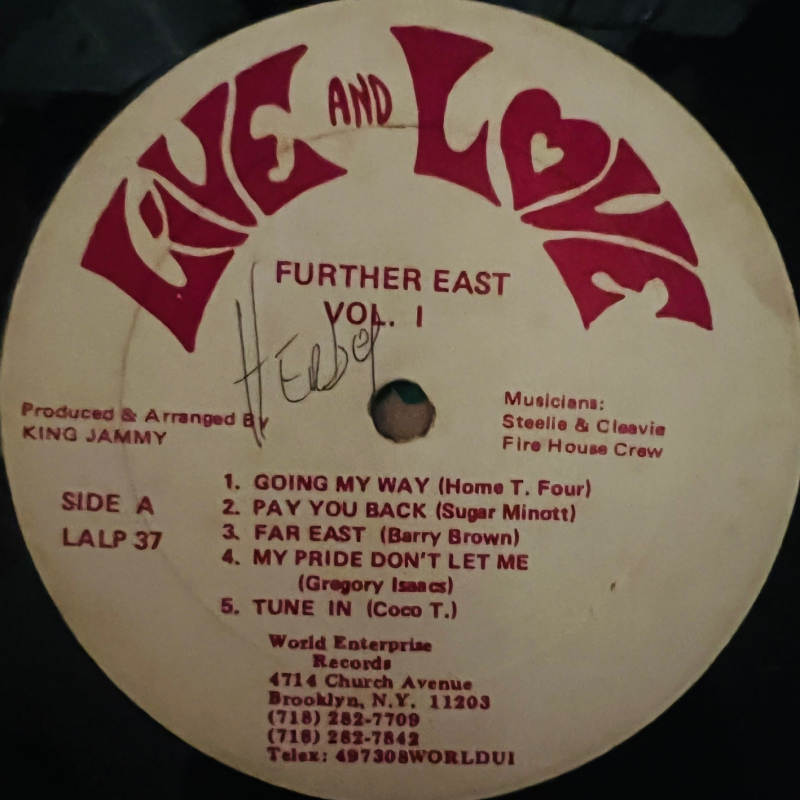 LIVE AND LOVE
FURTHER EAST
VOL. I
Produced & Arranged By
KING JAMMY
Musicians:
Steelie & Cleavie
Fire House Crew
SIDE A
LALP 37
1. GOING MY WAY (Home T. Four)
2. PAY YOU BACK (Sugar Minott)
3. FAR EAST (Barry Brown)
4. MY PRIDE DON'T LET ME
(Gregory Isaacs)
5. TUNE IN (Coco T.)
World Enterprise
Records
4714 Church Avenue
Brooklyn, N.Y. 11203
(718) 282-7709
(718) 282-7842
Telex: 497308WORLDUI